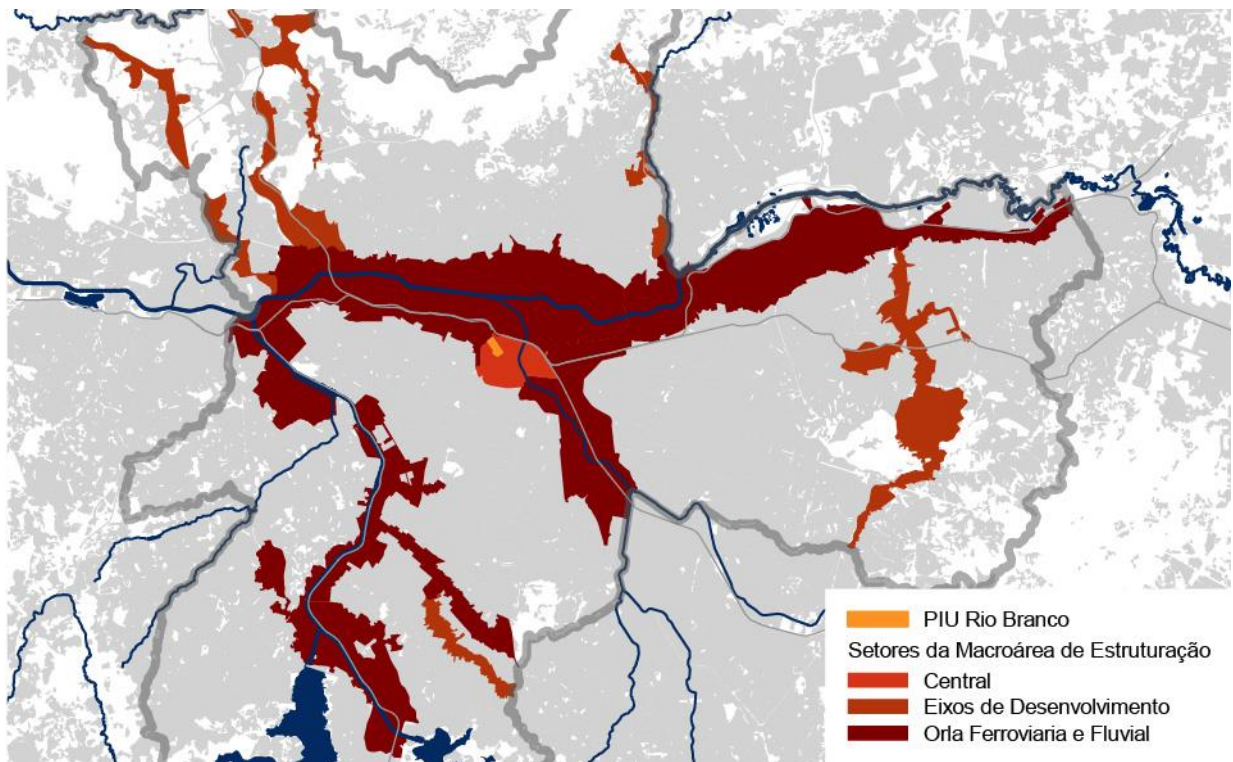 PIU Rio Branco
Setores da Macroárea de Estruturação
Central
Eixos de Desenvolvimento
Orla Ferroviaria e Fluvial